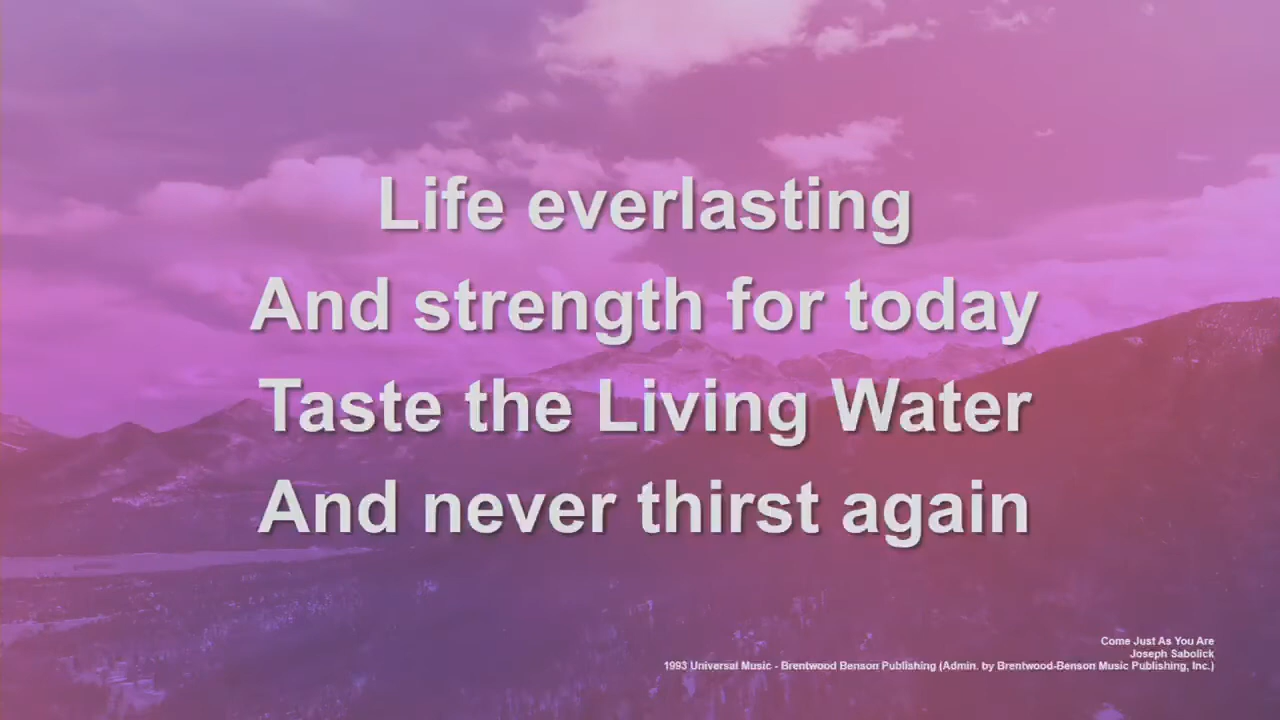 Life everlasting
And strength for today
Taste the Living Water
And never thirst again
Come Just As You Are
Joseph Sabolick
1993 Universal Music - Brentwood Benson Publishing (Admin. by Brentwood-Benson Music Publishing, Inc.)